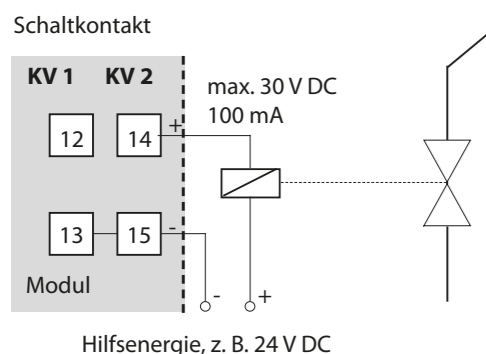 Schaltkontakt
KV 1 KV 2
max. 30 V DC
100 mA
12 14 +
13 15 -
Modul
- +
Hilfsenergie, z. B. 24 V DC